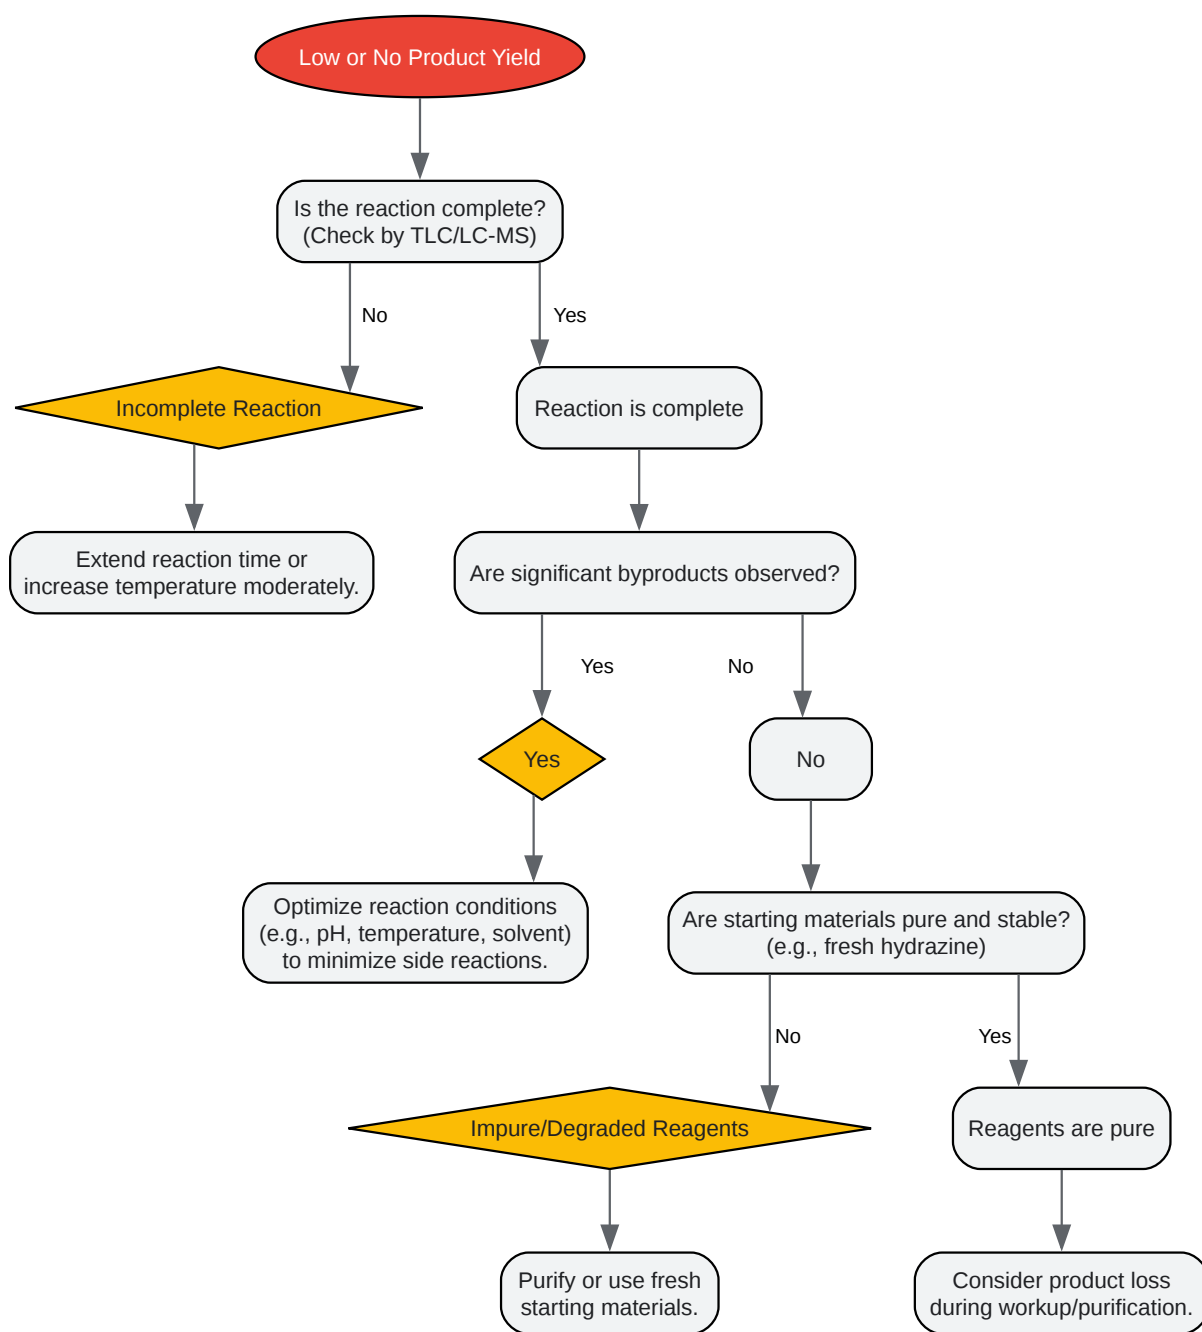 Low or No Product Yield
Is the reaction complete?
(Check by TLC/LC-MS)
No
Yes
Incomplete Reaction
Reaction is complete
Extend reaction time or
increase temperature moderately.
Are significant byproducts observed?
Yes
No
Yes
No
Optimize reaction conditions
(e.g., pH, temperature, solvent)
to minimize side reactions.
Are starting materials pure and stable?
(e.g., fresh hydrazine)
No
Yes
Impure/Degraded Reagents
Reagents are pure
Purify or use fresh
starting materials.
Consider product loss
during workup/purification.